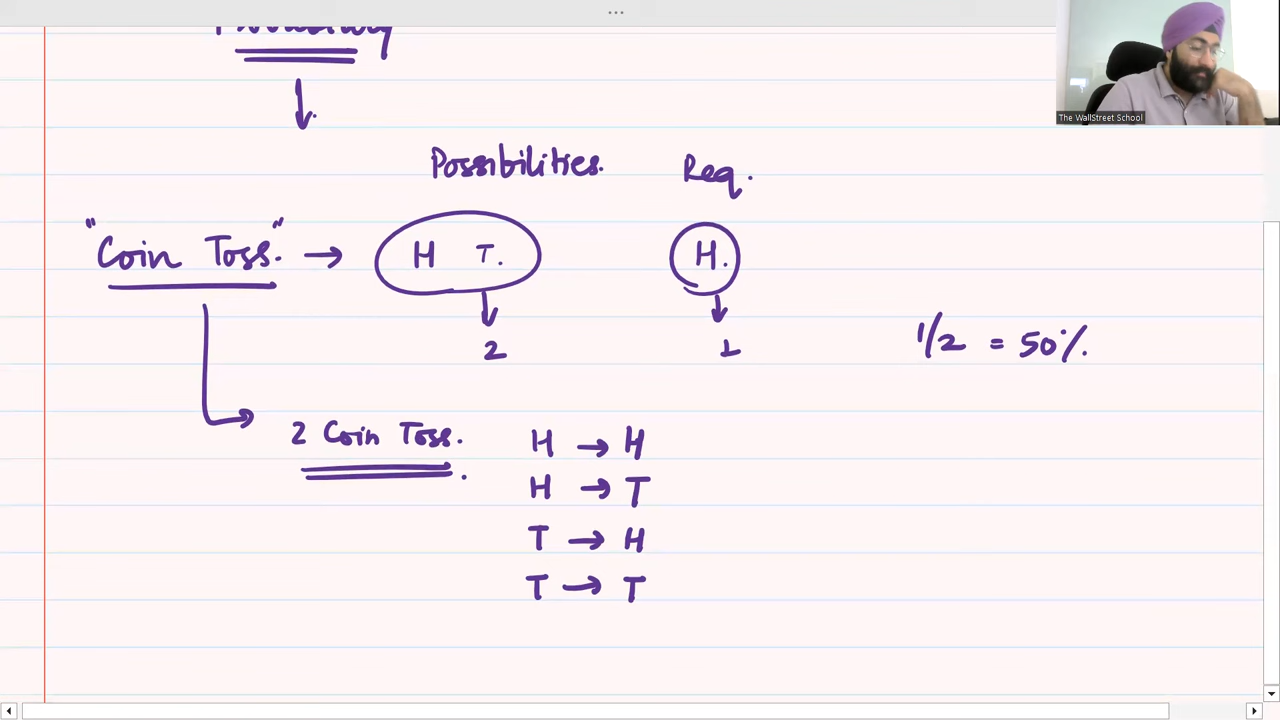 The WallStreet School
Possibilities. Req.
"Coin Toss." → H T. H.
2 1
1/2 = 50%.
2 Coin Toss. H → H
H → T
T → H
T → T